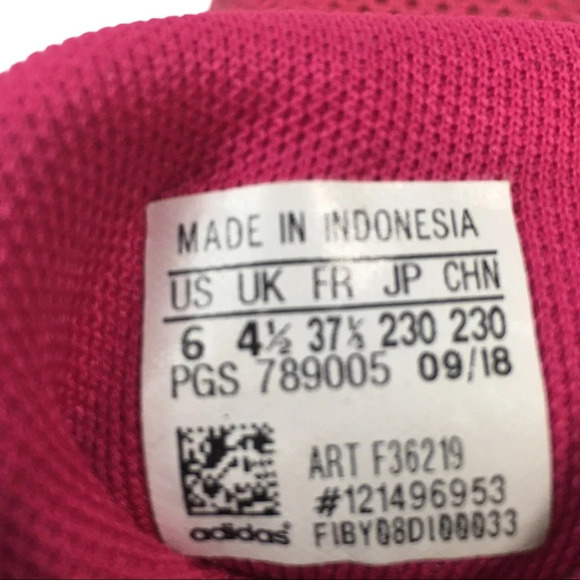 MADE IN INDONESIA
US UK FR JP CHN
6 4½ 37⅓ 230 230
PGS 789005 09/18
ART F36219
#121496953
adidas F1BYQ8D100033